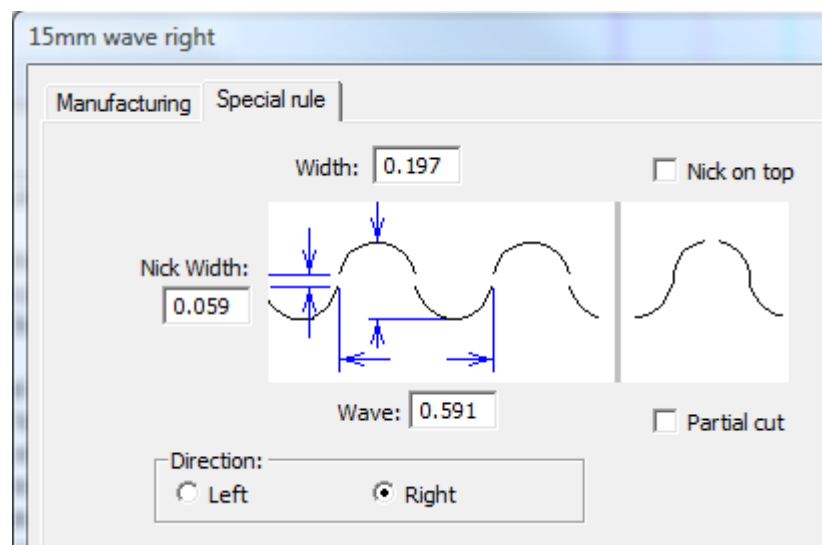 15mm wave right
Manufacturing Special rule
Width: 0.197
Nick on top
Nick Width:
0.059
Wave: 0.591
Partial cut
Direction:
Left Right